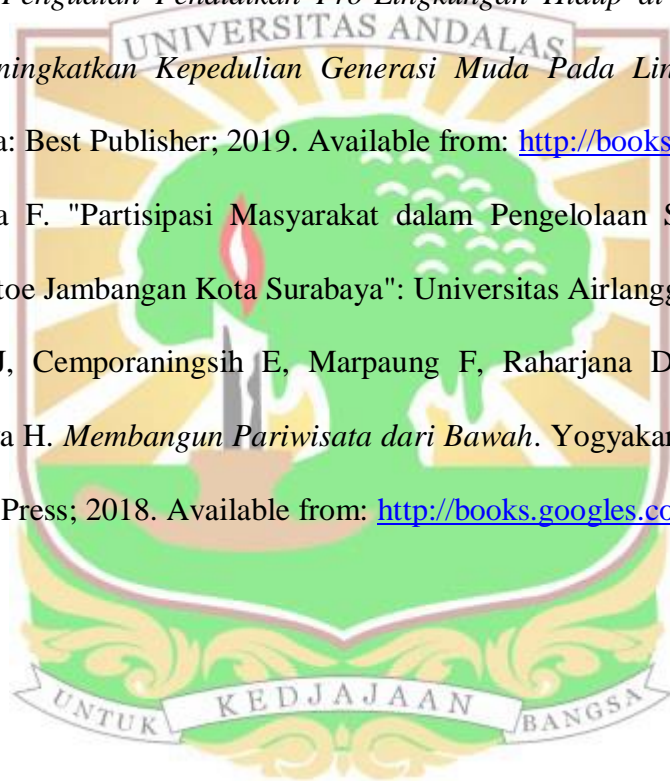 Penguatan Pendidikan Pro-Lingkungan Hidup di
UNIVERSITAS ANDALAS
ningkatkan Kepedulian Generasi Muda Pada Lin
a: Best Publisher; 2019. Available from: http://books.
a F. "Partisipasi Masyarakat dalam Pengelolaan S
toe Jambangan Kota Surabaya": Universitas Airlangg
J, Cemporaningsih E, Marpaung F, Raharjana D
ya H. Membangun Pariwisata dari Bawah. Yogyakar
Press; 2018. Available from: http://books.googles.co
UNTUK KEDJAJAAN BANGSA